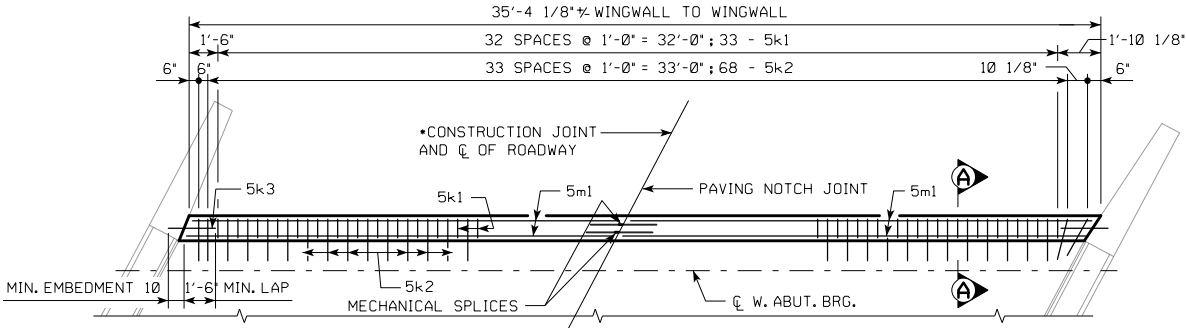 35'-4 1/8"+/- WINGWALL TO WINGWALL
1'-6"
32 SPACES @ 1'-0" = 32'-0"; 33 - 5k1
1'-10 1/8"
6"
6"
33 SPACES @ 1'-0" = 33'-0"; 68 - 5k2
10 1/8"
6"
*CONSTRUCTION JOINT
AND ℄ OF ROADWAY
A
5k3
5k1
5m1
PAVING NOTCH JOINT
5m1
MIN. EMBEDMENT 10
1'-6" MIN. LAP
5k2
MECHANICAL SPLICES
℄ W. ABUT. BRG.
A